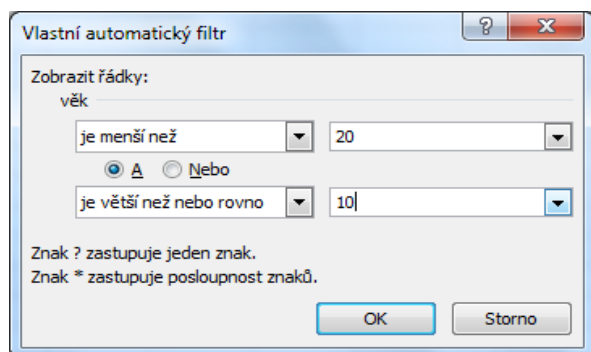 Vlastní automatický filtr
Zobrazit řádky:
věk
je menší než 20
A Nebo
je větší než nebo rovno 10
Znak ? zastupuje jeden znak.
Znak * zastupuje posloupnost znaků.
OK Storno